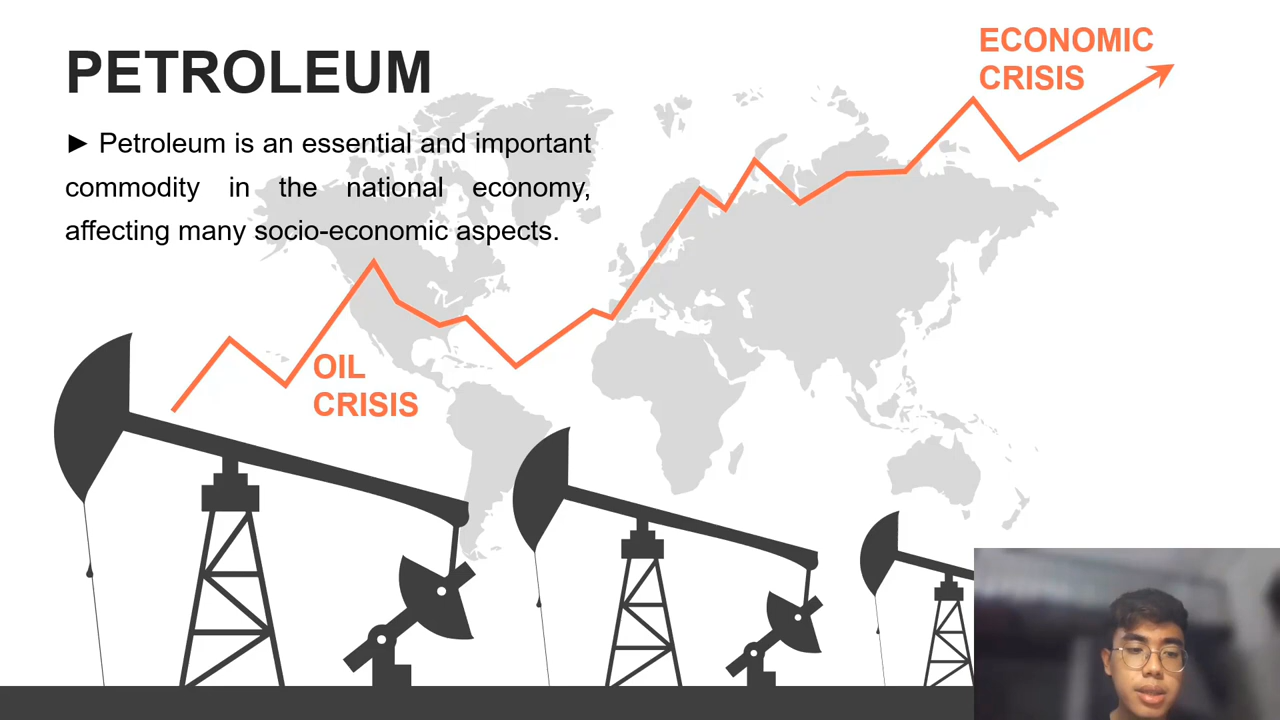 PETROLEUM
► Petroleum is an essential and important
commodity in the national economy,
affecting many socio-economic aspects.
ECONOMIC
CRISIS
OIL
CRISIS